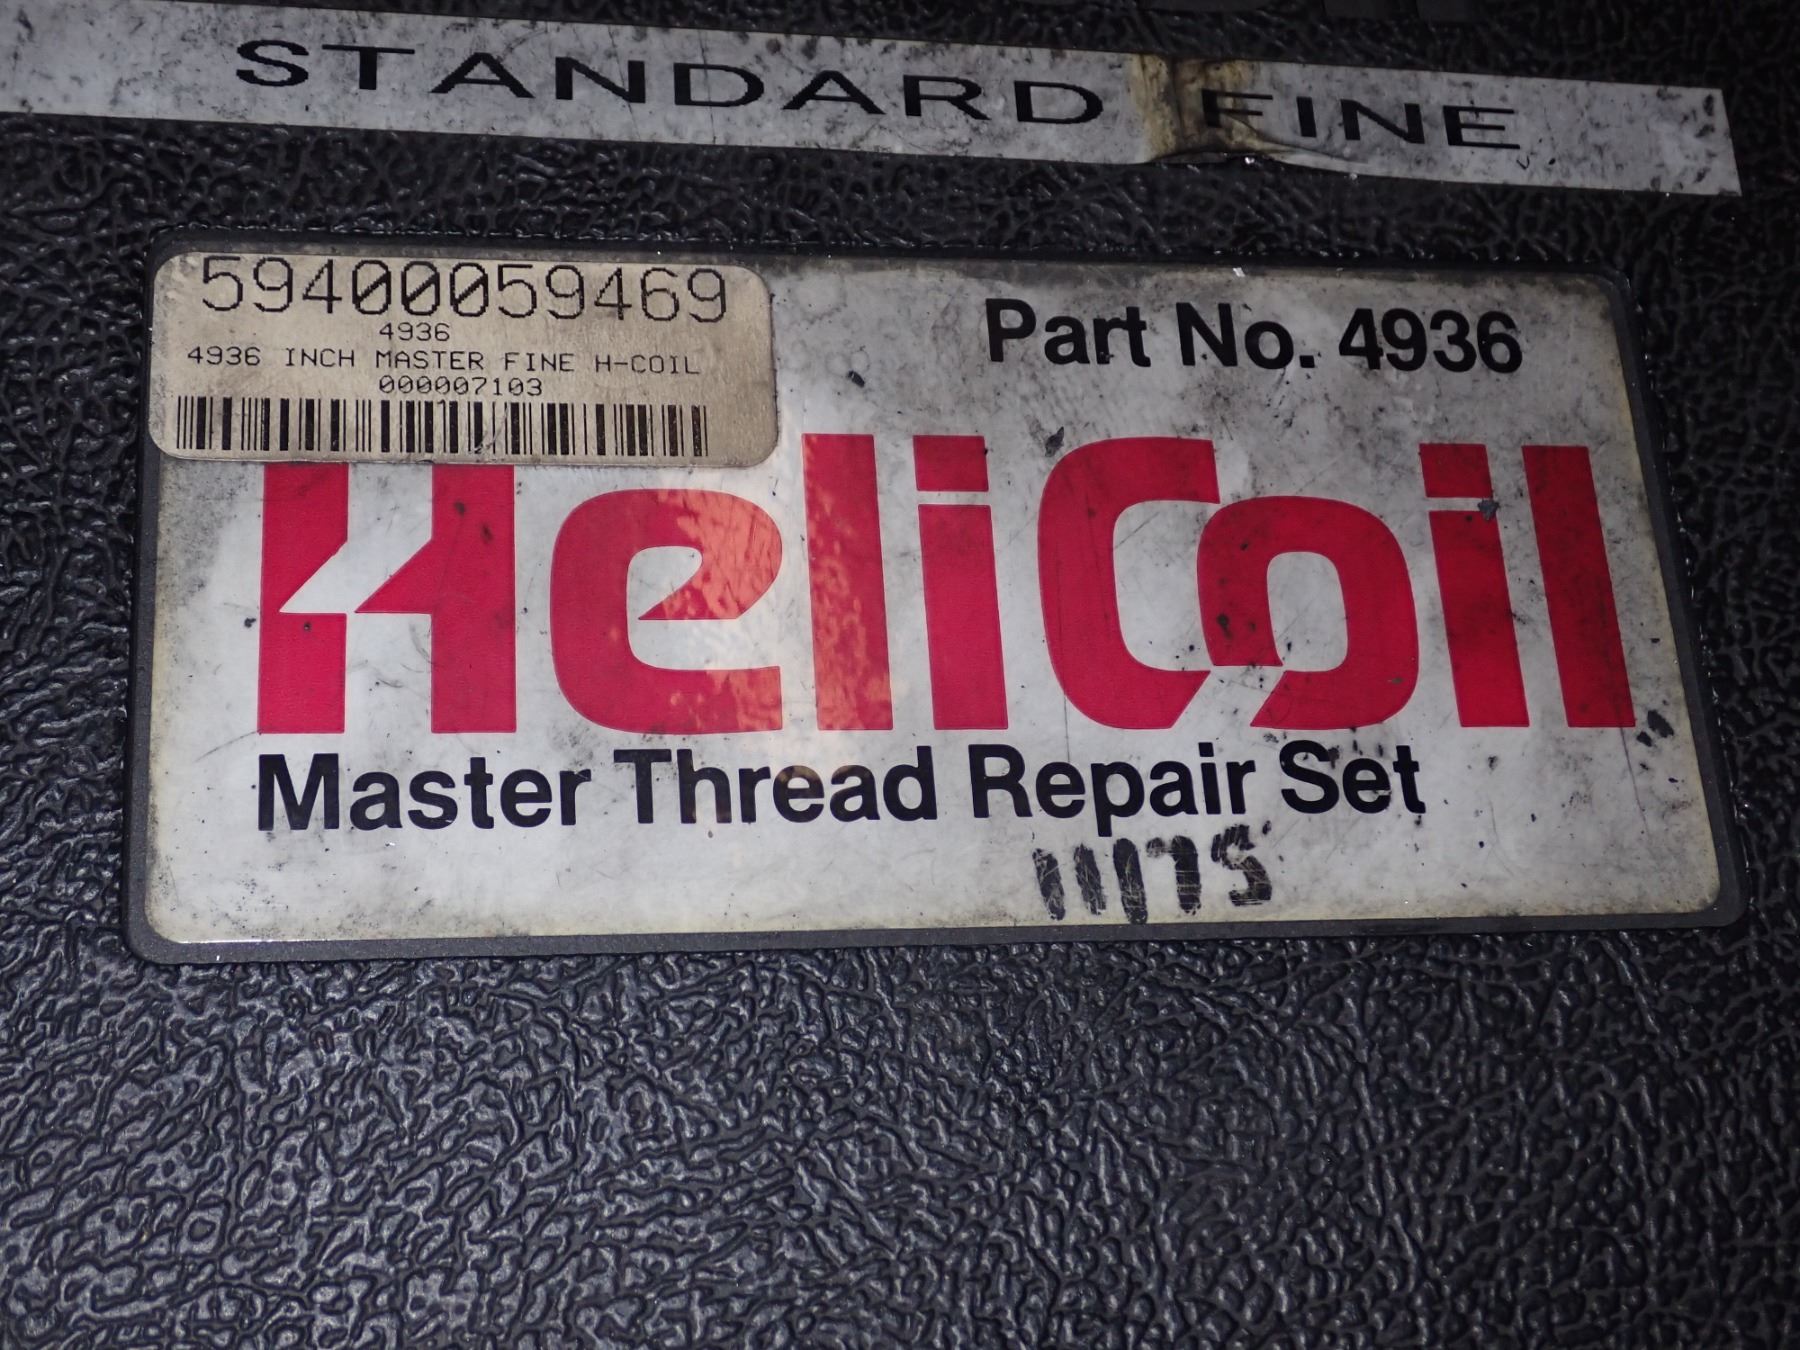 STANDARD FINE
59400059469
4936
4936 INCH MASTER FINE H-COIL
000007103
Part No. 4936
HeliCoil
Master Thread Repair Set